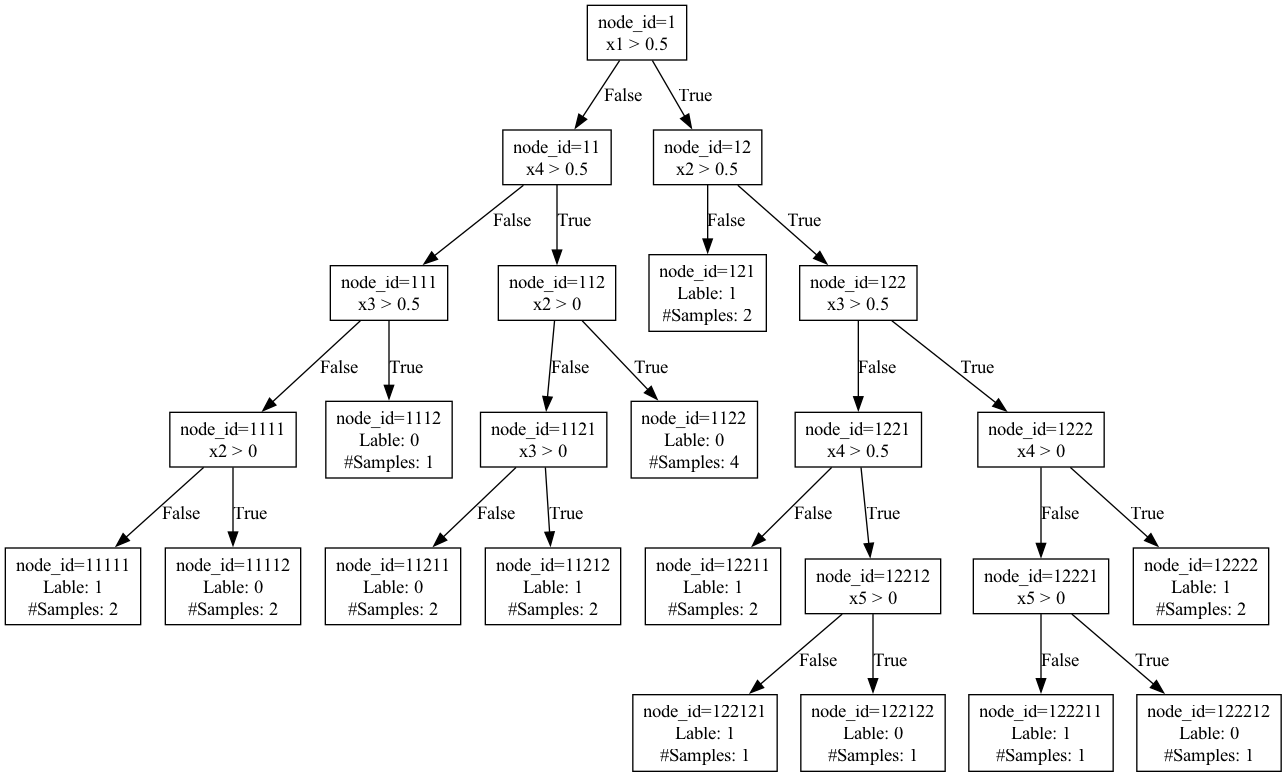 node_id=1
x1 > 0.5
False
True
node_id=11
x4 > 0.5
node_id=12
x2 > 0.5
False
True
False
True
node_id=111
x3 > 0.5
node_id=112
x2 > 0
node_id=121
Lable: 1
#Samples: 2
node_id=122
x3 > 0.5
False
True
False
True
False
True
node_id=1111
x2 > 0
node_id=1112
Lable: 0
#Samples: 1
node_id=1121
x3 > 0
node_id=1122
Lable: 0
#Samples: 4
node_id=1221
x4 > 0.5
node_id=1222
x4 > 0
False
True
False
True
False
True
False
True
node_id=11111
Lable: 1
#Samples: 2
node_id=11112
Lable: 0
#Samples: 2
node_id=11211
Lable: 0
#Samples: 2
node_id=11212
Lable: 1
#Samples: 2
node_id=12211
Lable: 1
#Samples: 2
node_id=12212
x5 > 0
node_id=12221
x5 > 0
node_id=12222
Lable: 1
#Samples: 2
False
True
False
True
node_id=122121
Lable: 1
#Samples: 1
node_id=122122
Lable: 0
#Samples: 1
node_id=122211
Lable: 1
#Samples: 1
node_id=122212
Lable: 0
#Samples: 1